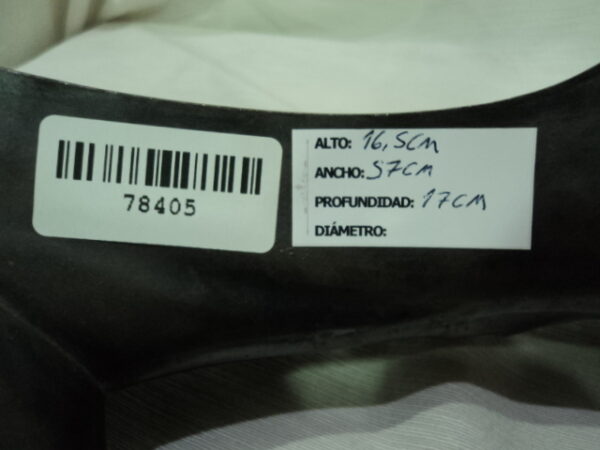 78405
ALTO: 16,5CM
ANCHO: 57CM
PROFUNDIDAD: 17CM
DIÁMETRO: